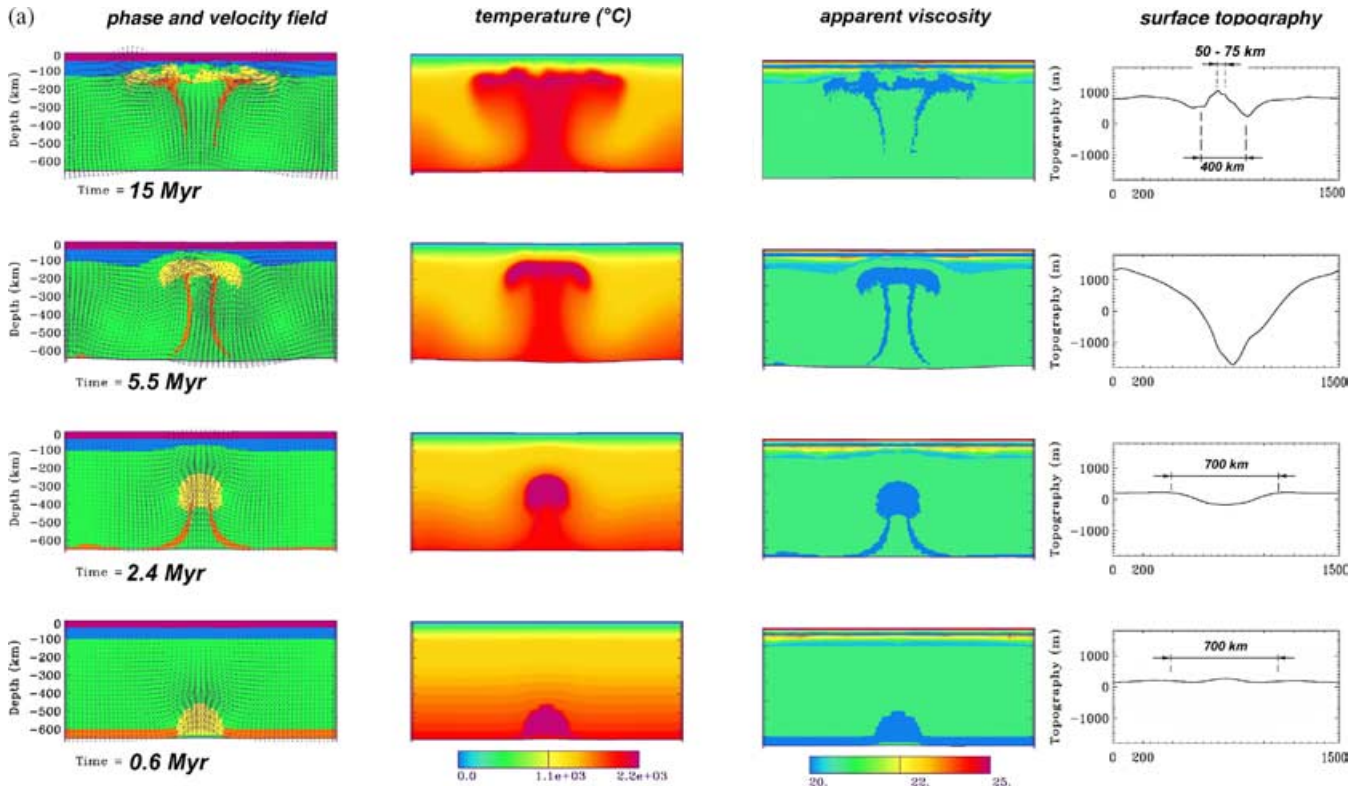 (a)
phase and velocity field
temperature (°C)
apparent viscosity
surface topography
Depth (km)
0
-100
-200
-300
-400
-500
-600
Time = 15 Myr
50 - 75 km
Topography (m)
1000
0
-1000
400 km
0 200 1500
Depth (km)
0
-100
-200
-300
-400
-500
-600
Time = 5.5 Myr
Topography (m)
1000
0
-1000
0 200 1500
Depth (km)
0
-100
-200
-300
-400
-500
-600
Time = 2.4 Myr
Topography (m)
700 km
1000
0
-1000
0 200 1500
Depth (km)
0
-100
-200
-300
-400
-500
-600
Time = 0.6 Myr
0.0 1.1e+03 2.2e+03
20. 22. 25.
Topography (m)
700 km
1000
0
-1000
0 200 1500